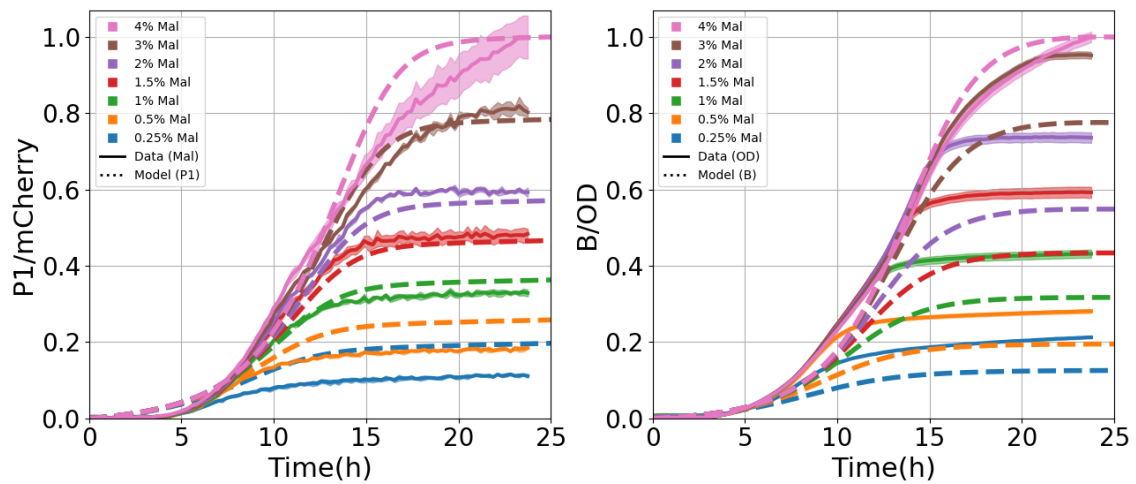 P1/mCherry
1.0
0.8
0.6
0.4
0.2
0.0
4% Mal
3% Mal
2% Mal
1.5% Mal
1% Mal
0.5% Mal
0.25% Mal
Data (Mal)
Model (P1)
0 5 10 15 20 25
Time(h)
B/OD
1.0
0.8
0.6
0.4
0.2
0.0
4% Mal
3% Mal
2% Mal
1.5% Mal
1% Mal
0.5% Mal
0.25% Mal
Data (OD)
Model (B)
0 5 10 15 20 25
Time(h)